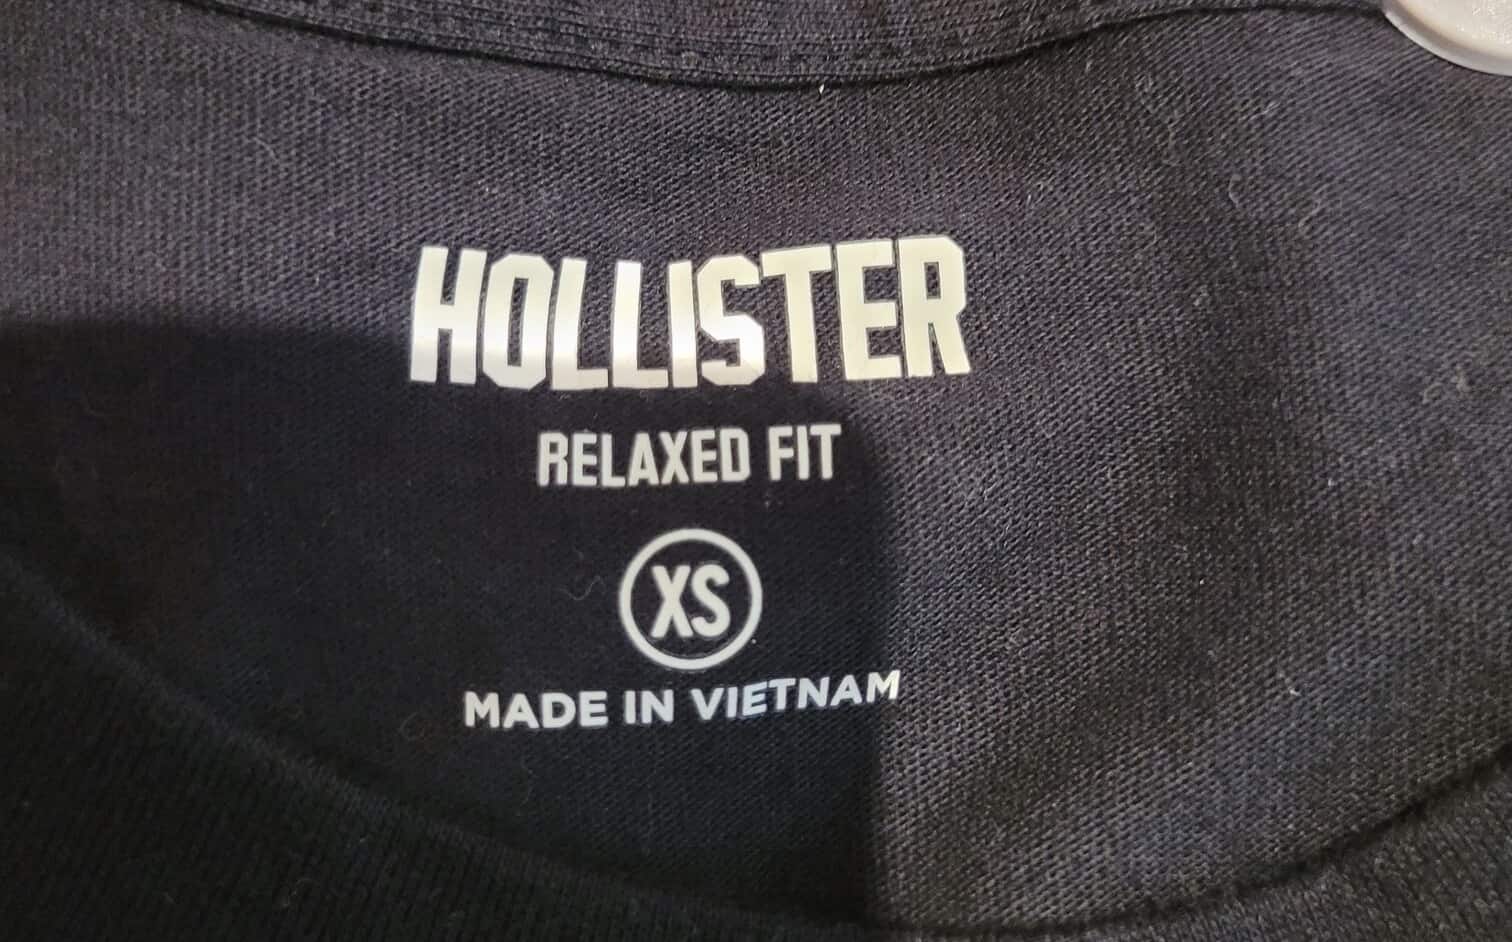 HOLLISTER
RELAXED FIT
XS
MADE IN VIETNAM